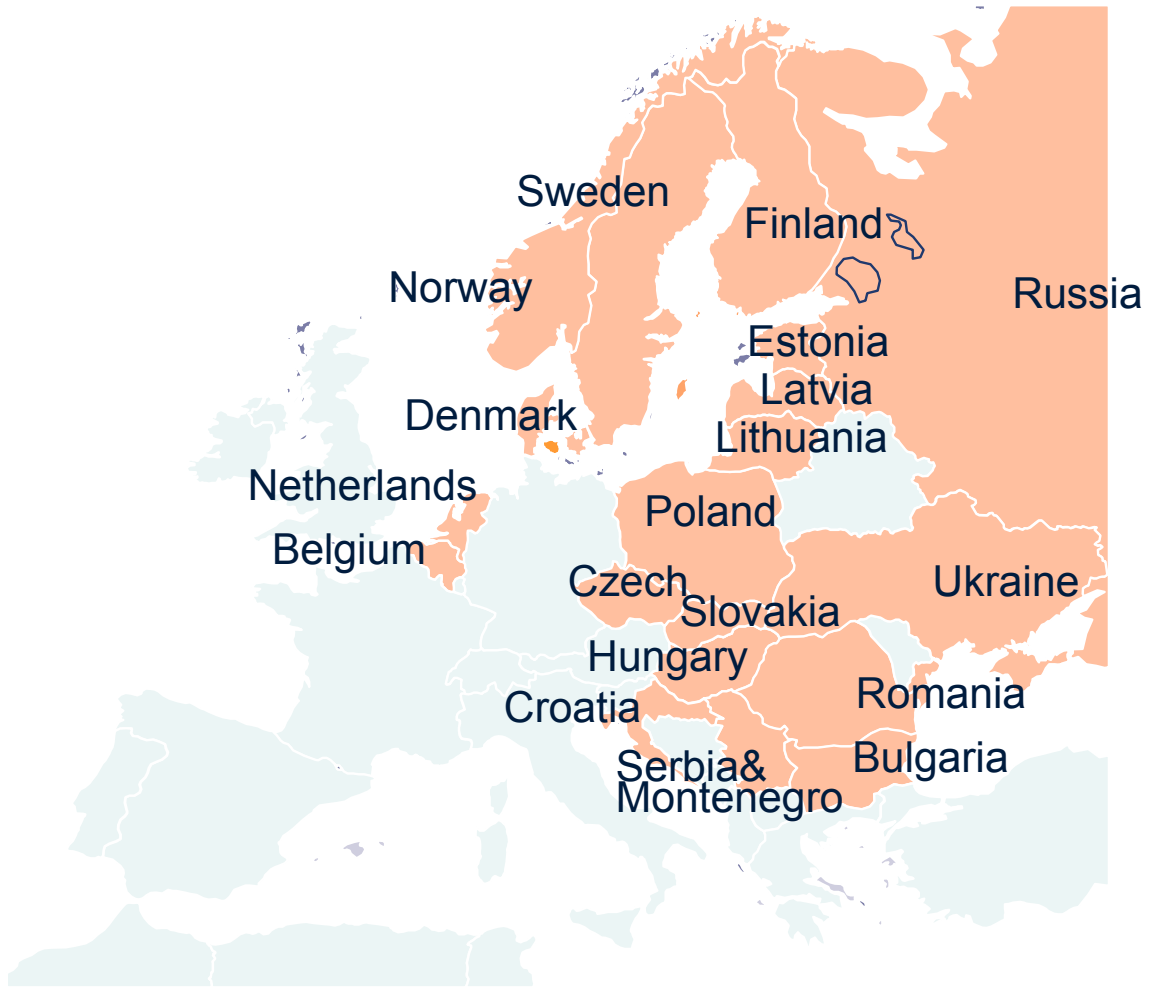 Sweden
Finland
Norway
Russia
Estonia
Latvia
Denmark
Lithuania
Netherlands
Poland
Belgium
Czech
Ukraine
Slovakia
Hungary
Romania
Croatia
Bulgaria
Serbia&
Montenegro